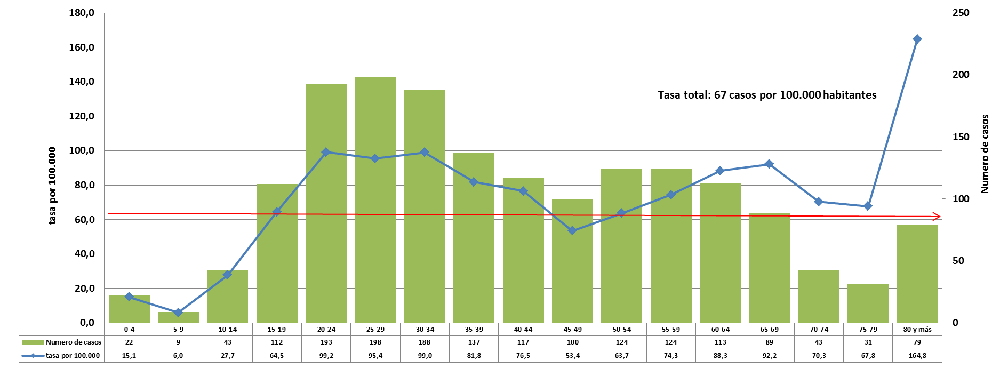 180,0
160,0
140,0
120,0
100,0
80,0
60,0
40,0
20,0
0,0
tasa por 100.000
250
200
150
100
50
0
Numero de casos
Tasa total: 67 casos por 100.000 habitantes
0-4 5-9 10-14 15-19 20-24 25-29 30-34 35-39 40-44 45-49 50-54 55-59 60-64 65-69 70-74 75-79 80 y más
Numero de casos 22 9 43 112 193 198 188 137 117 100 124 124 113 89 43 31 79
tasa por 100.000 15,1 6,0 27,7 64,5 99,2 95,4 99,0 81,8 76,5 53,4 63,7 74,3 88,3 92,2 70,3 67,8 164,8